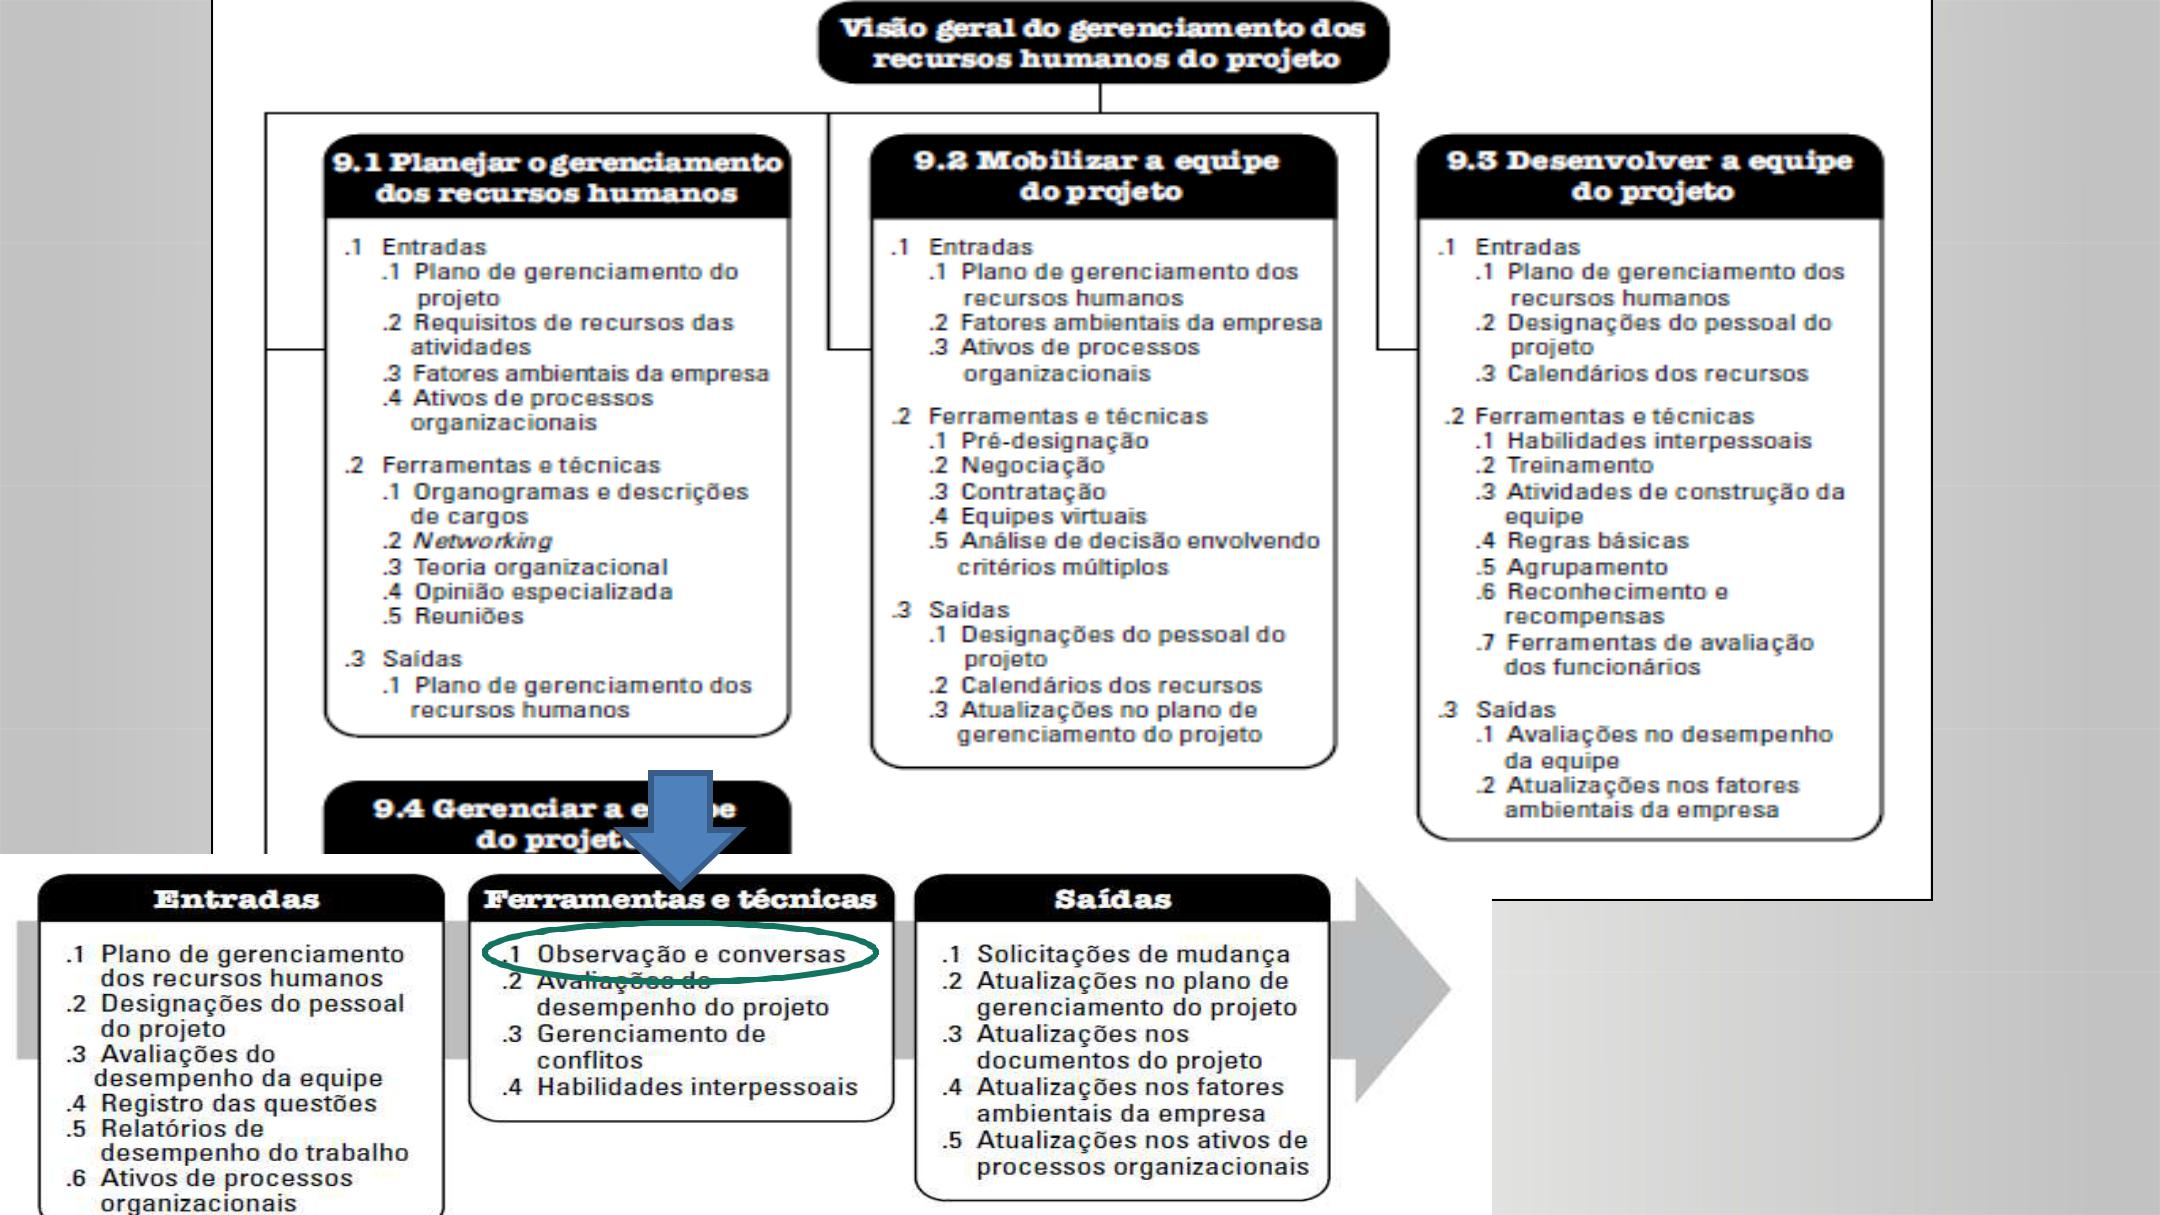 Visão geral do gerenciamento dos
recursos humanos do projeto
9.1 Planejar o gerenciamento
dos recursos humanos
.1 Entradas
.1 Plano de gerenciamento do
projeto
.2 Requisitos de recursos das
atividades
.3 Fatores ambientais da empresa
.4 Ativos de processos
organizacionais
.2 Ferramentas e técnicas
.1 Organogramas e descrições
de cargos
.2 Networking
.3 Teoria organizacional
.4 Opinião especializada
.5 Reuniões
.3 Saídas
.1 Plano de gerenciamento dos
recursos humanos
9.2 Mobilizar a equipe
do projeto
.1 Entradas
.1 Plano de gerenciamento dos
recursos humanos
.2 Fatores ambientais da empresa
.3 Ativos de processos
organizacionais
.2 Ferramentas e técnicas
.1 Pré-designação
.2 Negociação
.3 Contratação
.4 Equipes virtuais
.5 Análise de decisão envolvendo
critérios múltiplos
.3 Saídas
.1 Designações do pessoal do
projeto
.2 Calendários dos recursos
.3 Atualizações no plano de
gerenciamento do projeto
9.3 Desenvolver a equipe
do projeto
.1 Entradas
.1 Plano de gerenciamento dos
recursos humanos
.2 Designações do pessoal do
projeto
.3 Calendários dos recursos
.2 Ferramentas e técnicas
.1 Habilidades interpessoais
.2 Treinamento
.3 Atividades de construção da
equipe
.4 Regras básicas
.5 Agrupamento
.6 Reconhecimento e
recompensas
.7 Ferramentas de avaliação
dos funcionários
.3 Saídas
.1 Avaliações no desempenho
da equipe
.2 Atualizações nos fatores
ambientais da empresa
9.4 Gerenciar a
do
Entradas
.1 Plano de gerenciamento
dos recursos humanos
.2 Designações do pessoal
do projeto
.3 Avaliações do
desempenho da equipe
.4 Registro das questões
.5 Relatórios de
desempenho do trabalho
.6 Ativos de processos
organizacionais
Ferramentas e técnicas
.1 Observação e conversas
.2 Avaliações de
desempenho do projeto
.3 Gerenciamento de
conflitos
.4 Habilidades interpessoais
Saídas
.1 Solicitações de mudança
.2 Atualizações no plano de
gerenciamento do projeto
.3 Atualizações nos
documentos do projeto
.4 Atualizações nos fatores
ambientais da empresa
.5 Atualizações nos ativos de
processos organizacionais